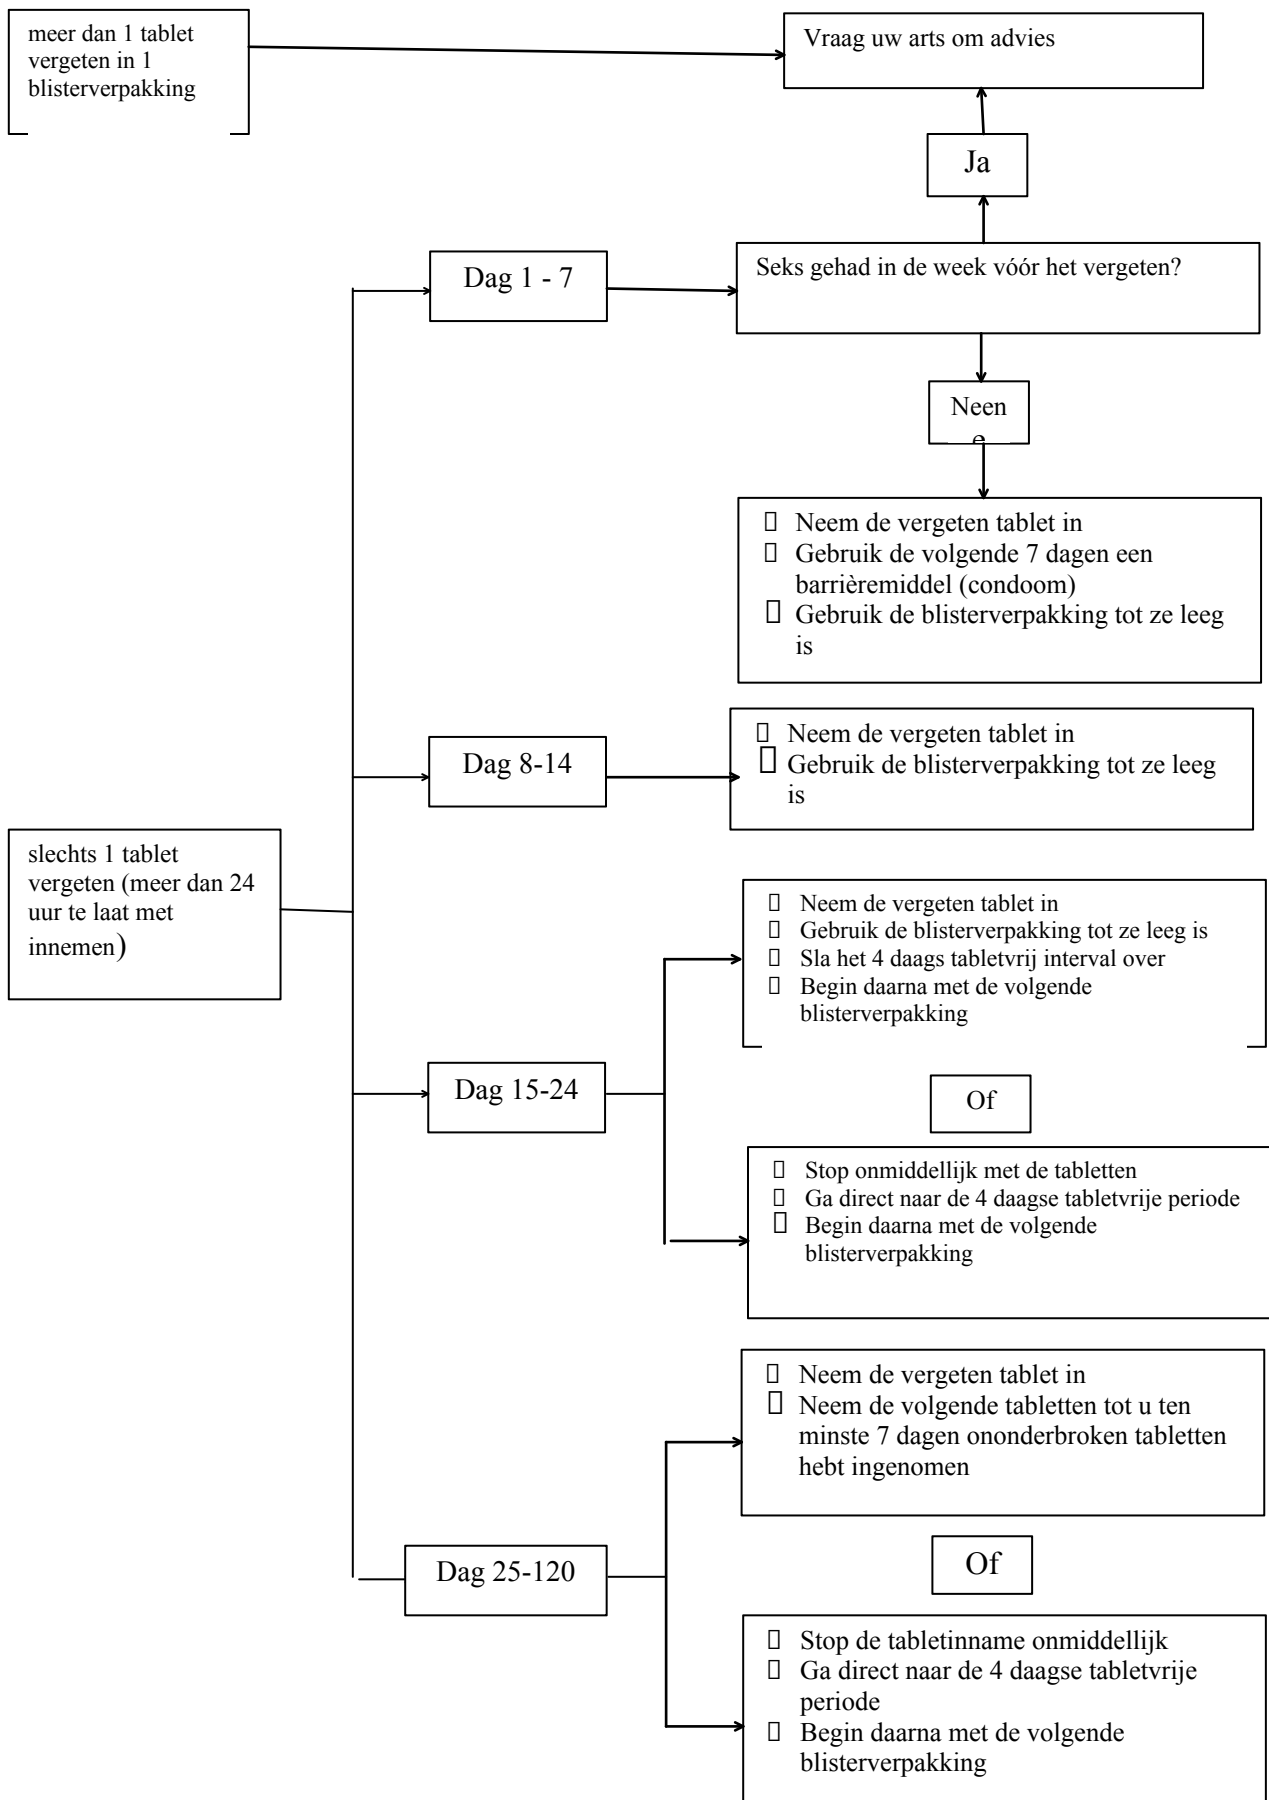 meer dan 1 tablet
vergeten in 1
blisterverpakking
Vraag uw arts om advies
Ja
Dag 1 - 7
Seks gehad in de week vóór het vergeten?
Neen
e
Neem de vergeten tablet in
Gebruik de volgende 7 dagen een
barrièremiddel (condoom)
Gebruik de blisterverpakking tot ze leeg
is
Dag 8-14
Neem de vergeten tablet in
Gebruik de blisterverpakking tot ze leeg
is
slechts 1 tablet
vergeten (meer dan 24
uur te laat met
innemen)
Neem de vergeten tablet in
Gebruik de blisterverpakking tot ze leeg is
Sla het 4 daags tabletvrij interval over
Begin daarna met de volgende
blisterverpakking
Dag 15-24
Of
Stop onmiddellijk met de tabletten
Ga direct naar de 4 daagse tabletvrije periode
Begin daarna met de volgende
blisterverpakking
Neem de vergeten tablet in
Neem de volgende tabletten tot u ten
minste 7 dagen ononderbroken tabletten
hebt ingenomen
Dag 25-120
Of
Stop de tabletinname onmiddellijk
Ga direct naar de 4 daagse tabletvrije
periode
Begin daarna met de volgende
blisterverpakking